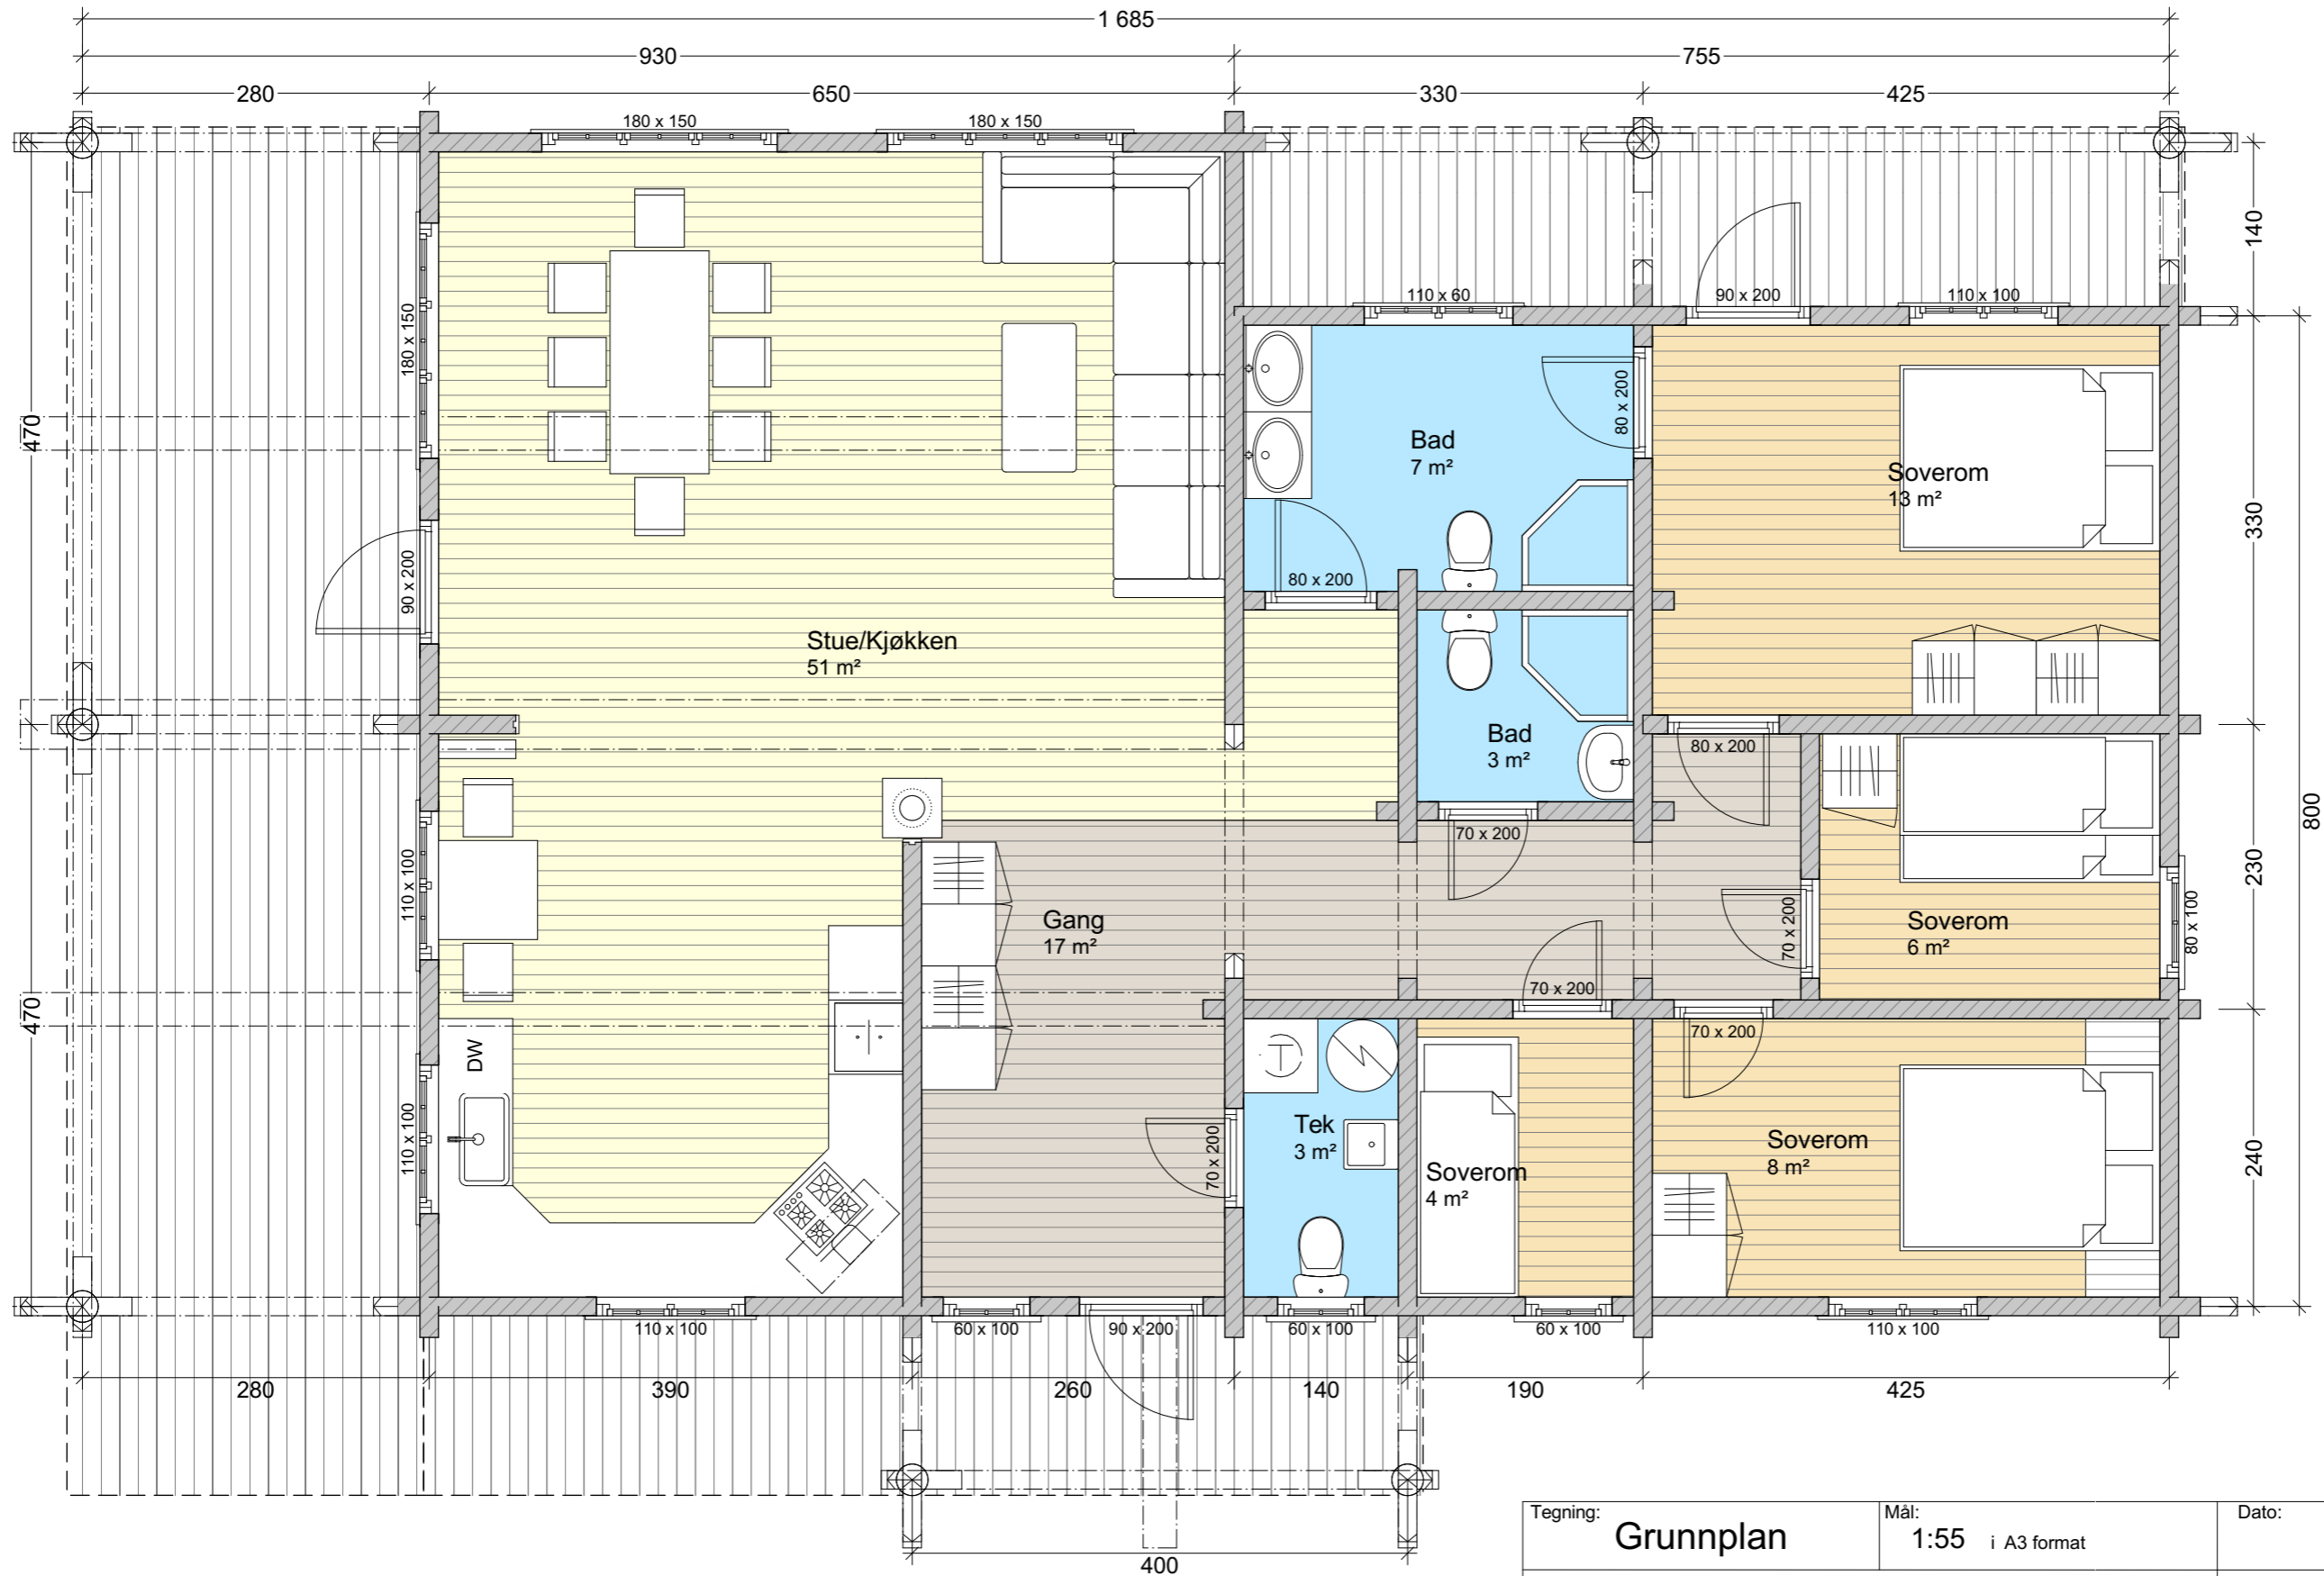 1 685
930
755
280
650
330
425
180 x 150
180 x 150
140
110 x 60
90 x 200
110 x 100
180 x 150
80 x 200
470
Bad
7 m²
Soverom
13 m²
330
90 x 200
80 x 200
Stue/Kjøkken
51 m²
Bad
3 m²
80 x 200
800
70 x 200
110 x 100
230
Gang
17 m²
70 x 200
Soverom
6 m²
80 x 100
470
70 x 200
70 x 200
DW
T
Tek
3 m²
110 x 100
70 x 200
Soverom
4 m²
Soverom
8 m²
240
110 x 100
60 x 100
90 x 200
60 x 100
60 x 100
110 x 100
280
390
260
140
190
425
400
Tegning:
Grunnplan
Mål:
1:55 i A3 format
Dato: